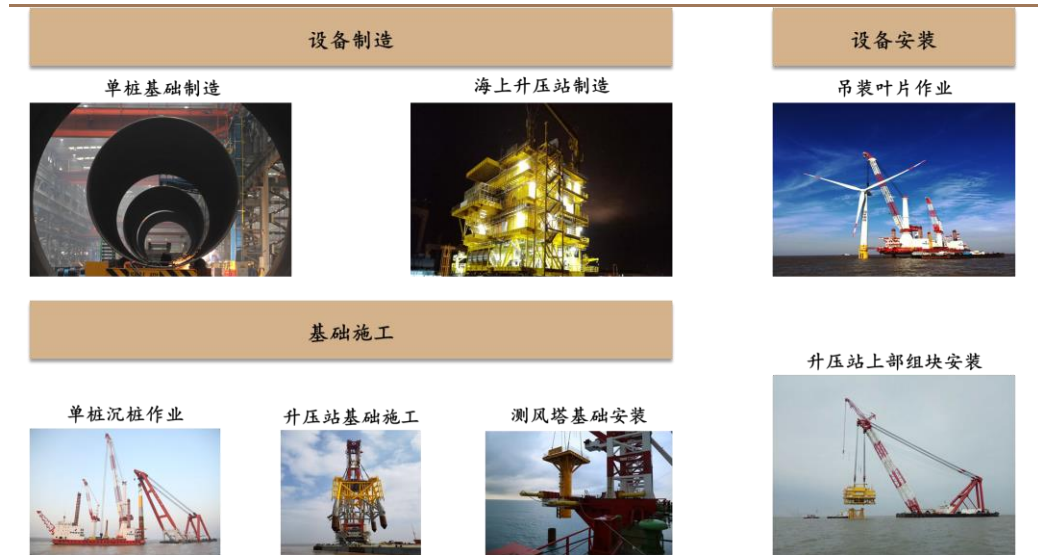 设备制造
设备安装
单桩基础制造
海上升压站制造
吊装叶片作业
基础施工
升压站上部组块安装
单桩沉桩作业
升压站基础施工
测风塔基础安装